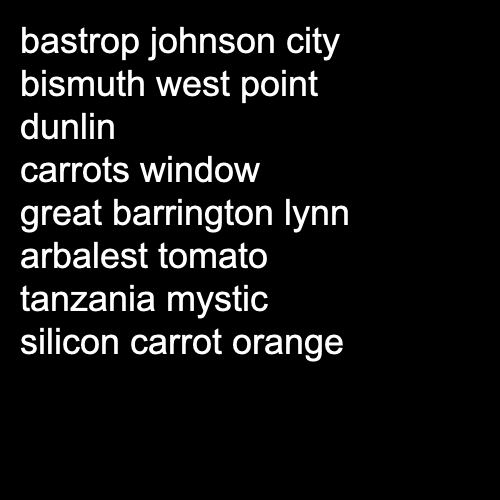 bastrop johnson city
bismuth west point
dunlin
carrots window
great barrington lynn
arbalest tomato
tanzania mystic
silicon carrot orange